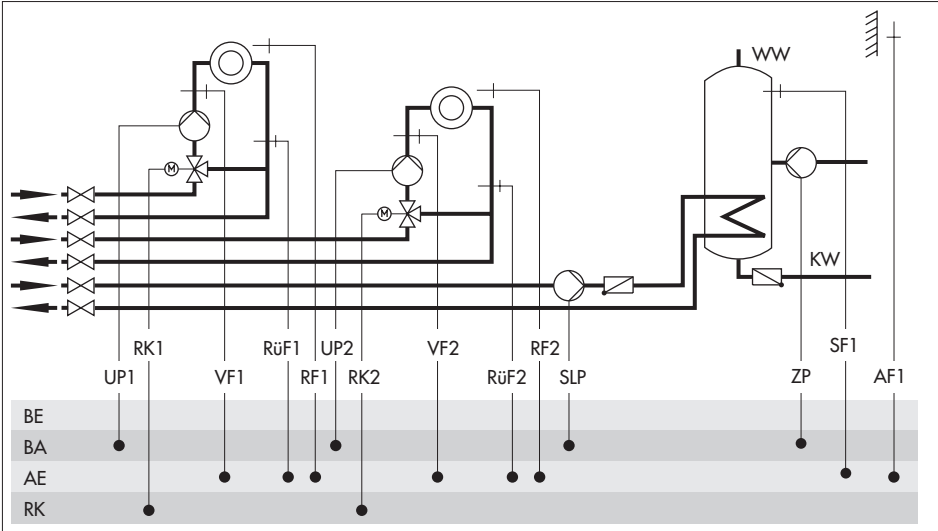 WW
M
M
KW
RK1 RüF1 UP2 VF2 RF2 SF1
UP1 VF1 RF1 RK2 RüF2 SLP ZP AF1
BE
BA
AE
RK